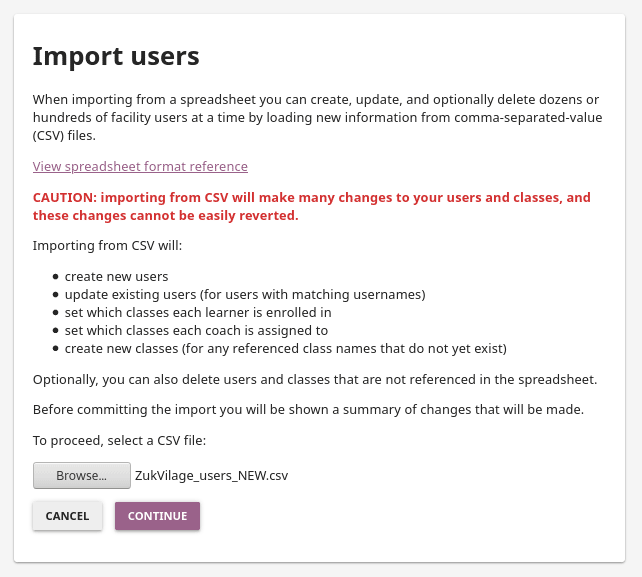 Import users
When importing from a spreadsheet you can create, update, and optionally delete dozens or
hundreds of facility users at a time by loading new information from comma-separated-value
(CSV) files.
View spreadsheet format reference
CAUTION: importing from CSV will make many changes to your users and classes, and
these changes cannot be easily reverted.
Importing from CSV will:
• create new users
• update existing users (for users with matching usernames)
• set which classes each learner is enrolled in
• set which classes each coach is assigned to
• create new classes (for any referenced class names that do not yet exist)
Optionally, you can also delete users and classes that are not referenced in the spreadsheet.
Before committing the import you will be shown a summary of changes that will be made.
To proceed, select a CSV file:
Browse... ZukVilage_users_NEW.csv
CANCEL CONTINUE